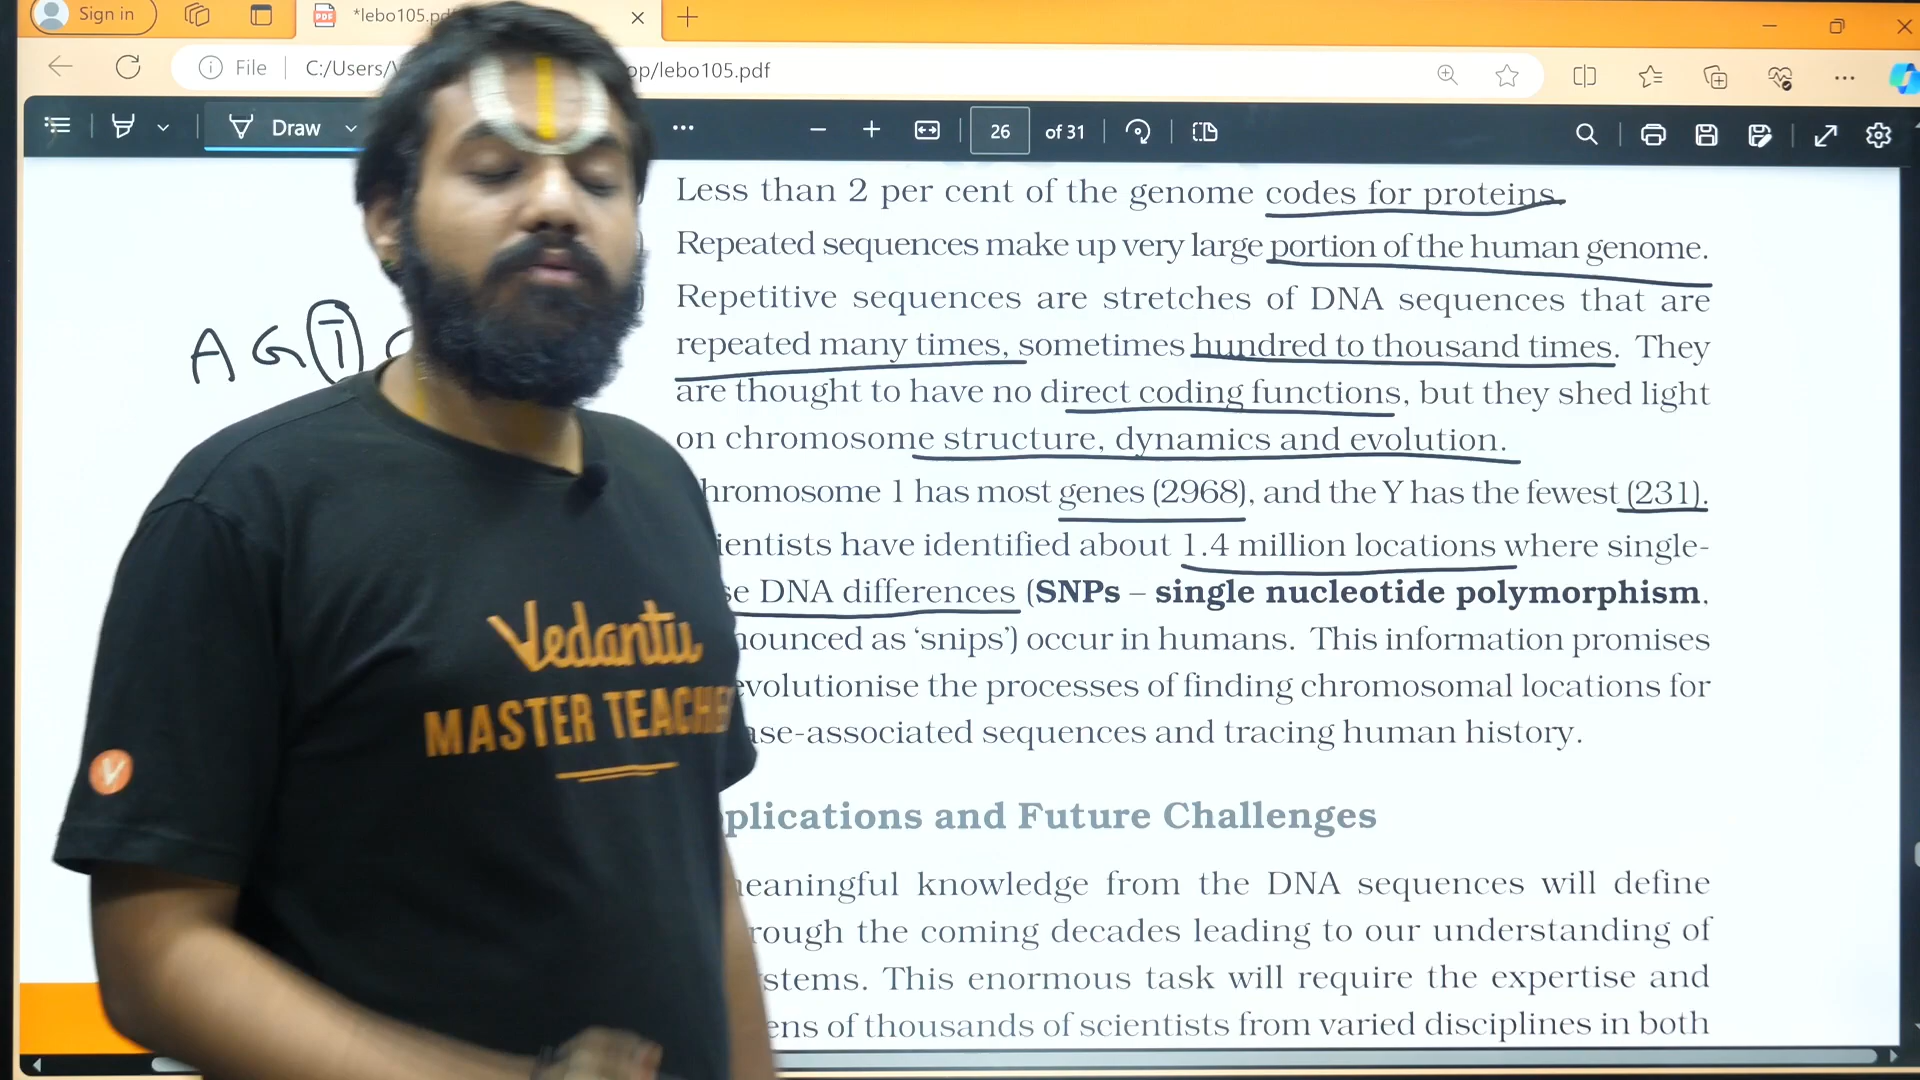 Sign in
*lebo105.pd
File
C:/Users/
op/lebo105.pdf
Draw
26
of 31
Less than 2 per cent of the genome codes for proteins.
Repeated sequences make up very large portion of the human genome.
Repetitive sequences are stretches of DNA sequences that are
repeated many times, sometimes hundred to thousand times. They
are thought to have no direct coding functions, but they shed light
on chromosome structure, dynamics and evolution.
hromosome 1 has most genes (2968), and the Y has the fewest (231).
ientists have identified about 1.4 million locations where single-
se DNA differences (SNPs – single nucleotide polymorphism,
nounced as ‘snips’) occur in humans. This information promises
evolutionise the processes of finding chromosomal locations for
ase-associated sequences and tracing human history.
plications and Future Challenges
eaningful knowledge from the DNA sequences will define
rough the coming decades leading to our understanding of
stems. This enormous task will require the expertise and
ens of thousands of scientists from varied disciplines in both
A G T
Vedantu
MASTER TEACHE
V